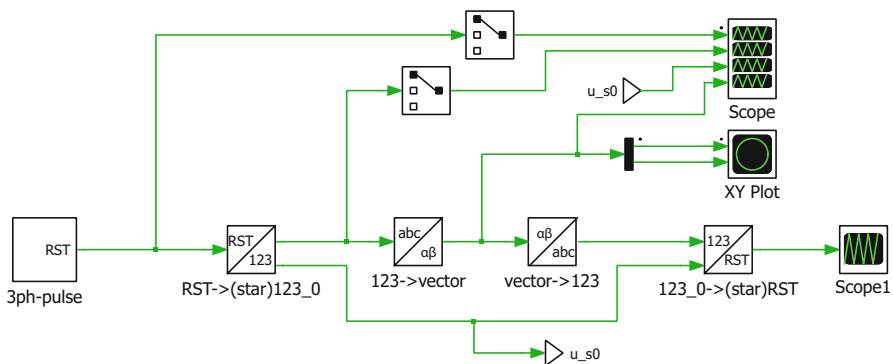 u_s0
Scope
XY Plot
RST
RST
123
abc
αβ
αβ
abc
123
RST
3ph-pulse
RST->(star)123_0
123->vector
vector->123
123_0->(star)RST
Scope1
u_s0